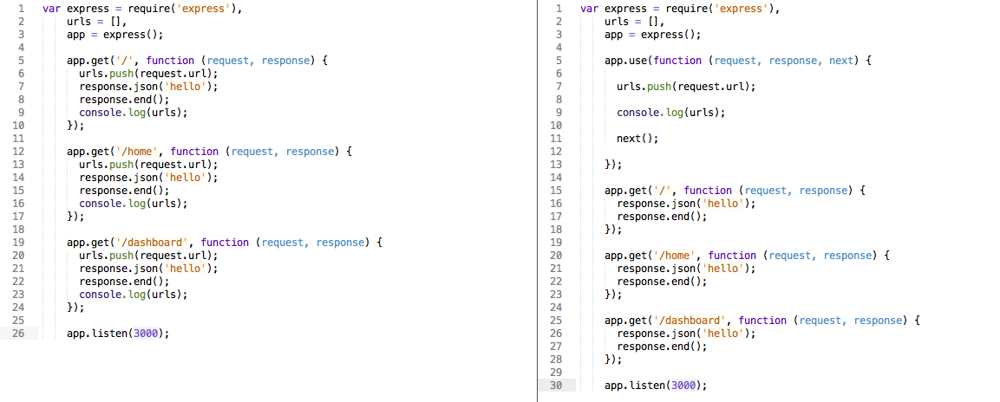 1 var express = require('express'),
2 urls = [],
3 app = express();
4
5 app.get('/', function (request, response) {
6 urls.push(request.url);
7 response.json('hello');
8 response.end();
9 console.log(urls);
10 });
11
12 app.get('/home', function (request, response) {
13 urls.push(request.url);
14 response.json('hello');
15 response.end();
16 console.log(urls);
17 });
18
19 app.get('/dashboard', function (request, response) {
20 urls.push(request.url);
21 response.json('hello');
22 response.end();
23 console.log(urls);
24 });
25
26 app.listen(3000);
1 var express = require('express'),
2 urls = [],
3 app = express();
4
5 app.use(function (request, response, next) {
6
7 urls.push(request.url);
8
9 console.log(urls);
10
11 next();
12
13 });
14
15 app.get('/', function (request, response) {
16 response.json('hello');
17 response.end();
18 });
19
20 app.get('/home', function (request, response) {
21 response.json('hello');
22 response.end();
23 });
24
25 app.get('/dashboard', function (request, response) {
26 response.json('hello');
27 response.end();
28 });
29
30 app.listen(3000);